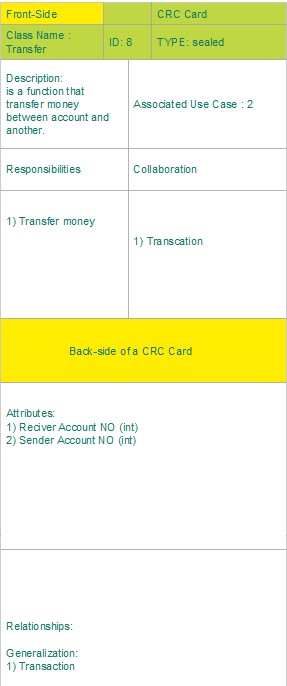 Front-Side
CRC Card
Class Name :
Transfer
ID: 8
TYPE: sealed
Description:
is a function that
transfer money
between account and
another.
Associated Use Case : 2
Responsibilities
Collaboration
1) Transfer money
1) Transcation
Back-side of a CRC Card
Attributes:
1) Reciver Account NO (int)
2) Sender Account NO (int)
Relationships:
Generalization:
1) Transaction